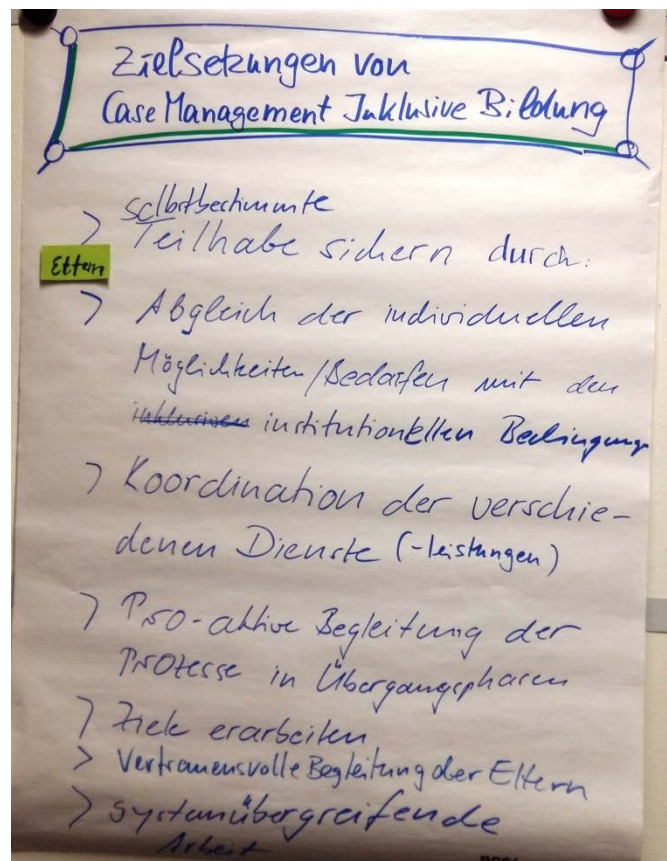 Zielsetzungen von
Case Management Inklusive Bildung
selbstbestimmte
> Teilhabe sichern durch:
Eltern
> Abgleich der individuellen
Möglichkeiten/Bedarfen mit den
inklusiven institutionellen Bedingunge
> Koordination der verschie-
denen Dienste (-leistungen)
> Pro-aktive Begleitung der
Prozesse in Übergangsphasen
> Ziele erarbeiten
> Vertrauensvolle Begleitung der Eltern
> systemübergreifende
Arbeit